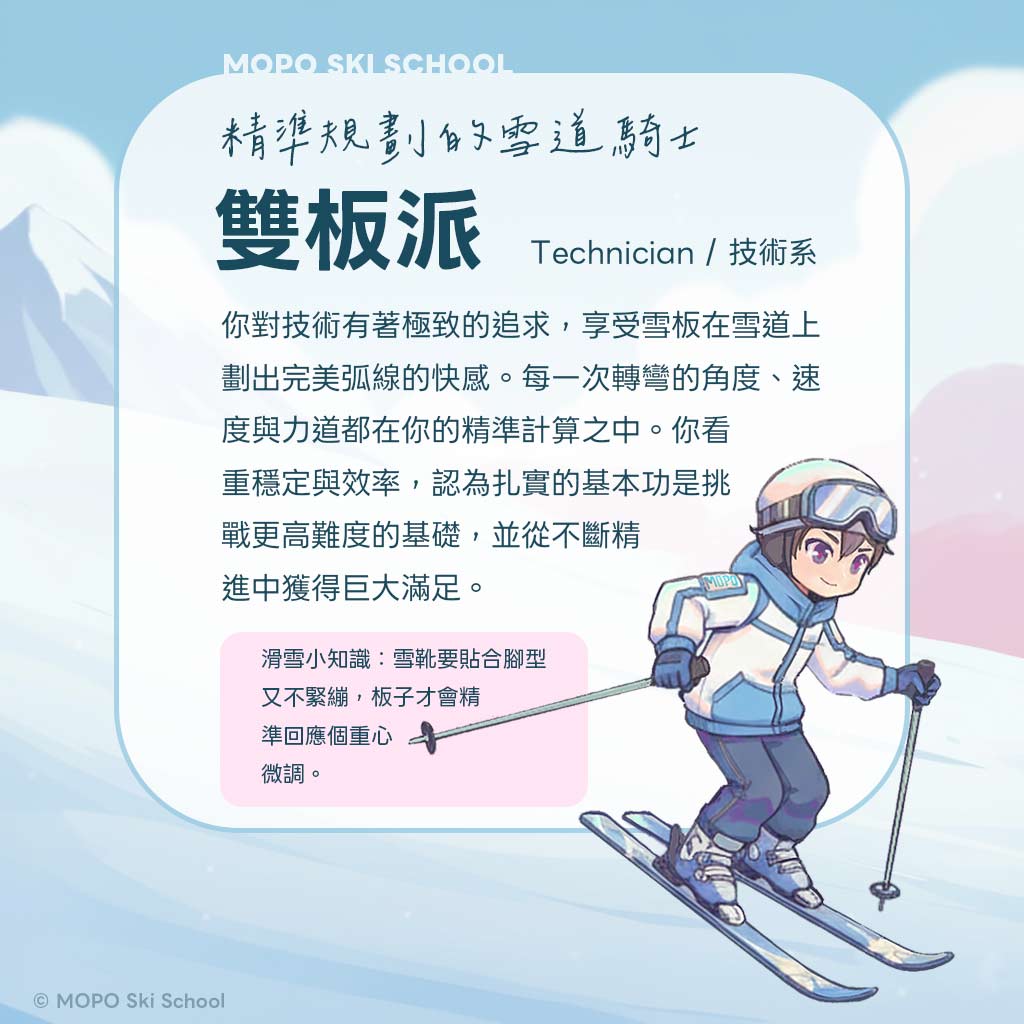 MOPO SKI SCHOOL
精準規劃的雪道騎士
雙板派
Technician / 技術系
你對技術有著極致的追求，享受雪板在雪道上
劃出完美弧線的快感。每一次轉彎的角度、速
度與力道都在你的精準計算之中。你看
重穩定與效率，認為扎實的基本功是挑
戰更高難度的基礎，並從不斷精
進中獲得巨大滿足。
滑雪小知識：雪靴要貼合腳型
又不緊繃，板子才會精
準回應個重心
微調。
MOPO
© MOPO Ski School